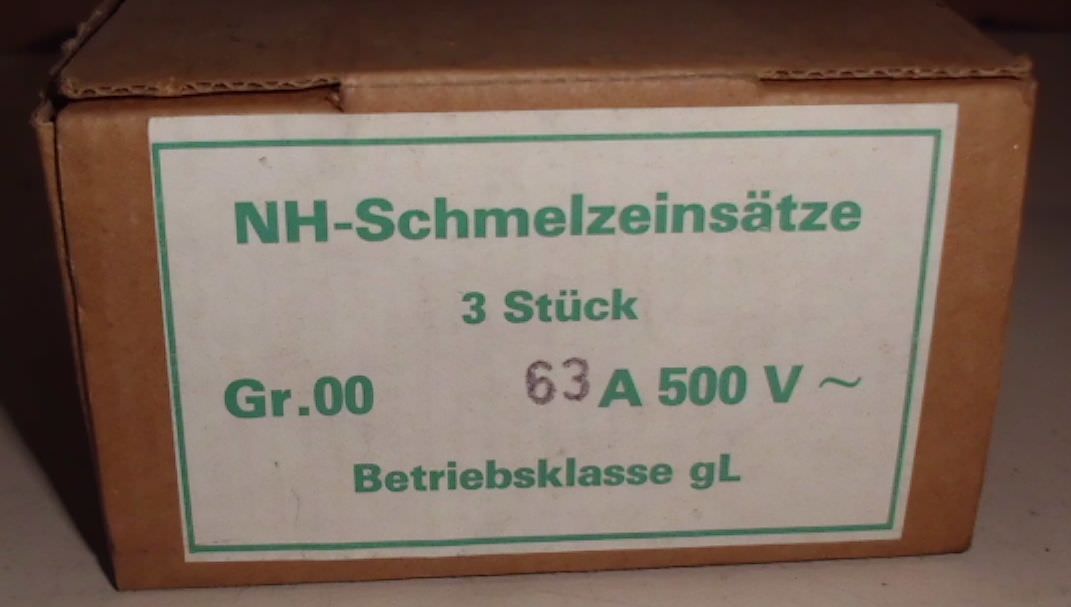 NH-Schmelzeinsätze
3 Stück
Gr.00 63 A 500 V ~
Betriebsklasse gL